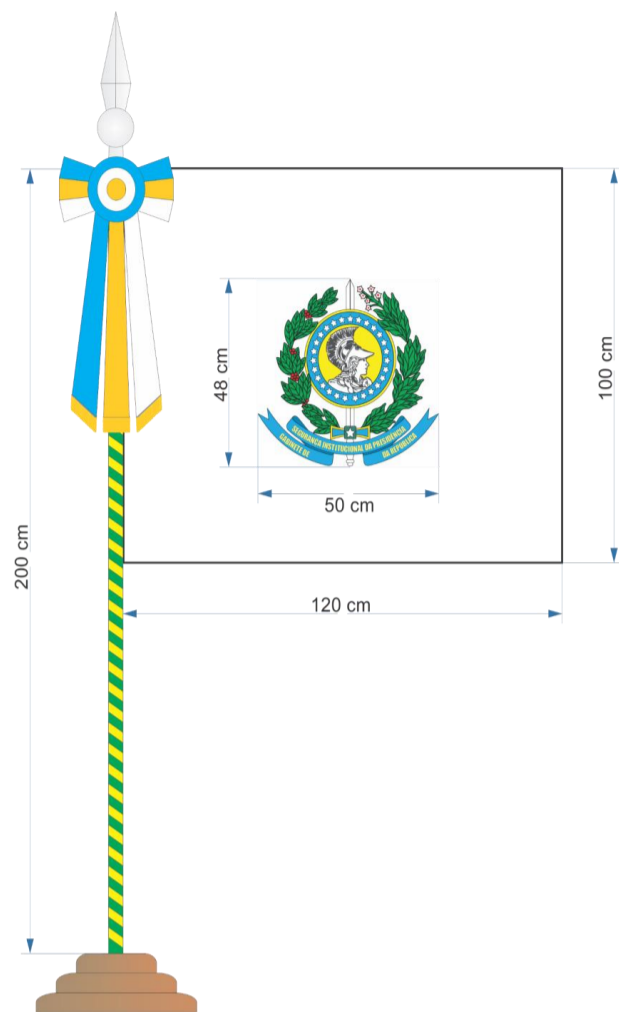 48 cm
100 cm
SEGURANÇA INSTITUCIONAL DA PRESIDÊNCIA
GABINETE DE
DA REPÚBLICA
50 cm
200 cm
120 cm